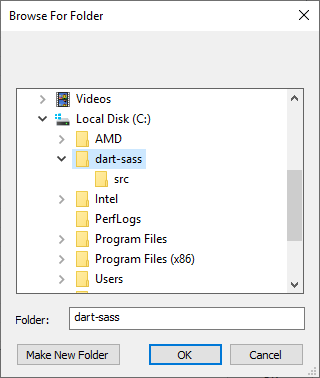 Browse For Folder
Videos
Local Disk (C:)
AMD
dart-sass
src
Intel
PerfLogs
Program Files
Program Files (x86)
Users
Folder: dart-sass
Make New Folder OK Cancel